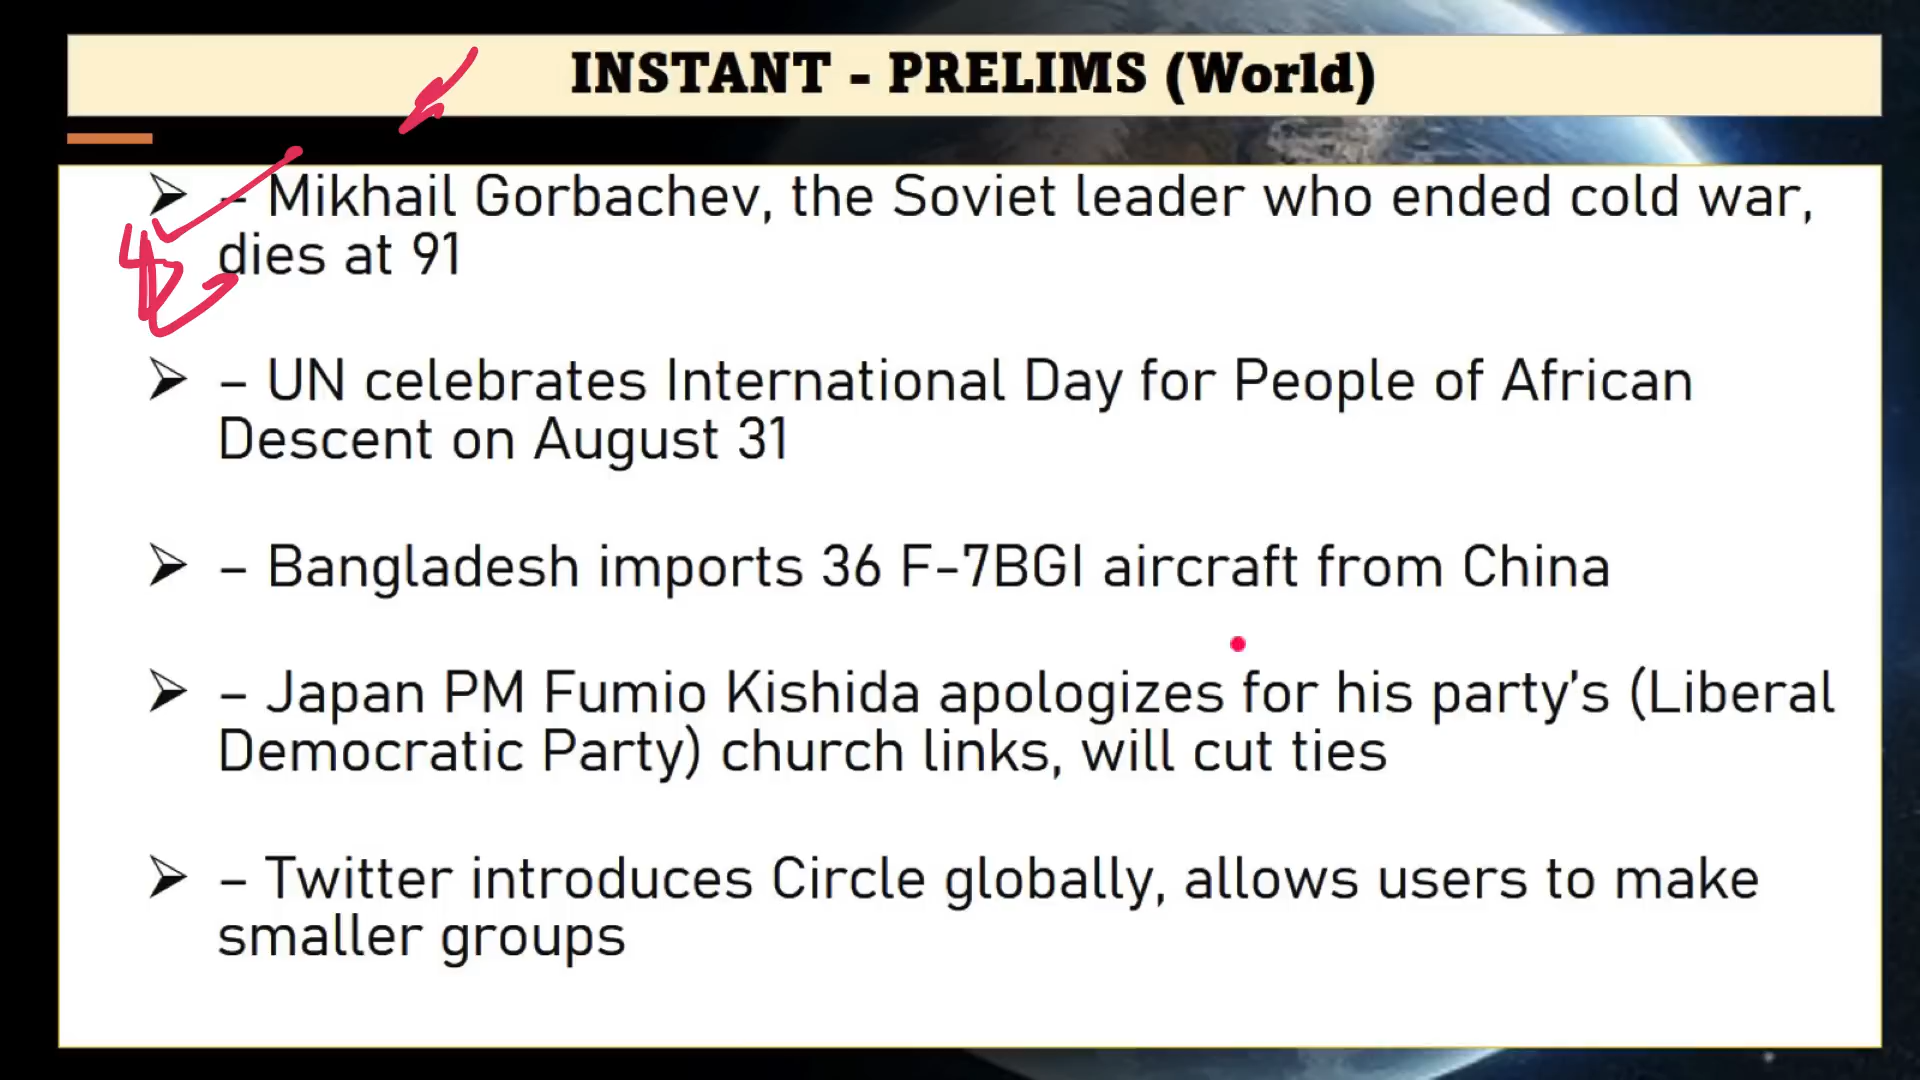 INSTANT - PRELIMS (World)
– Mikhail Gorbachev, the Soviet leader who ended cold war,
dies at 91
– UN celebrates International Day for People of African
Descent on August 31
– Bangladesh imports 36 F-7BGI aircraft from China
– Japan PM Fumio Kishida apologizes for his party's (Liberal
Democratic Party) church links, will cut ties
– Twitter introduces Circle globally, allows users to make
smaller groups